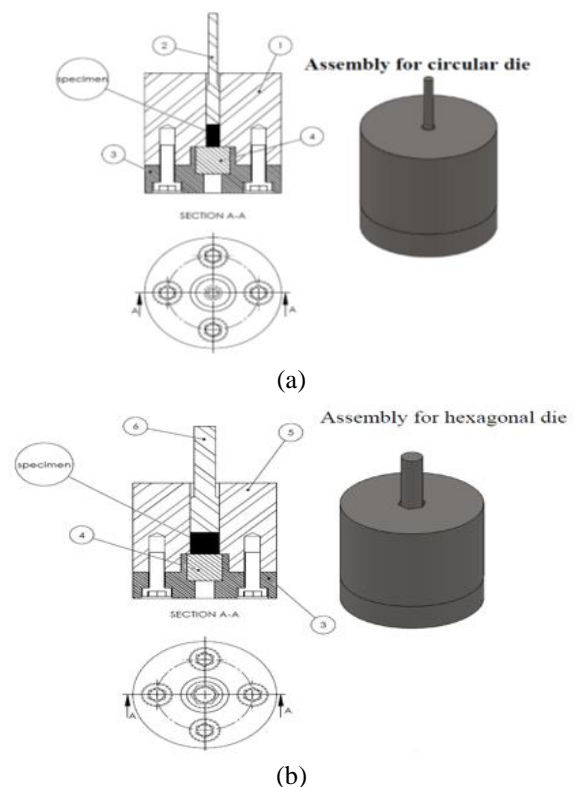 2
1
Assembly for circular die
specimen
4
3
SECTION A-A
A
A
(a)
6
5
Assembly for hexagonal die
specimen
4
SECTION A-A
3
A
A
(b)